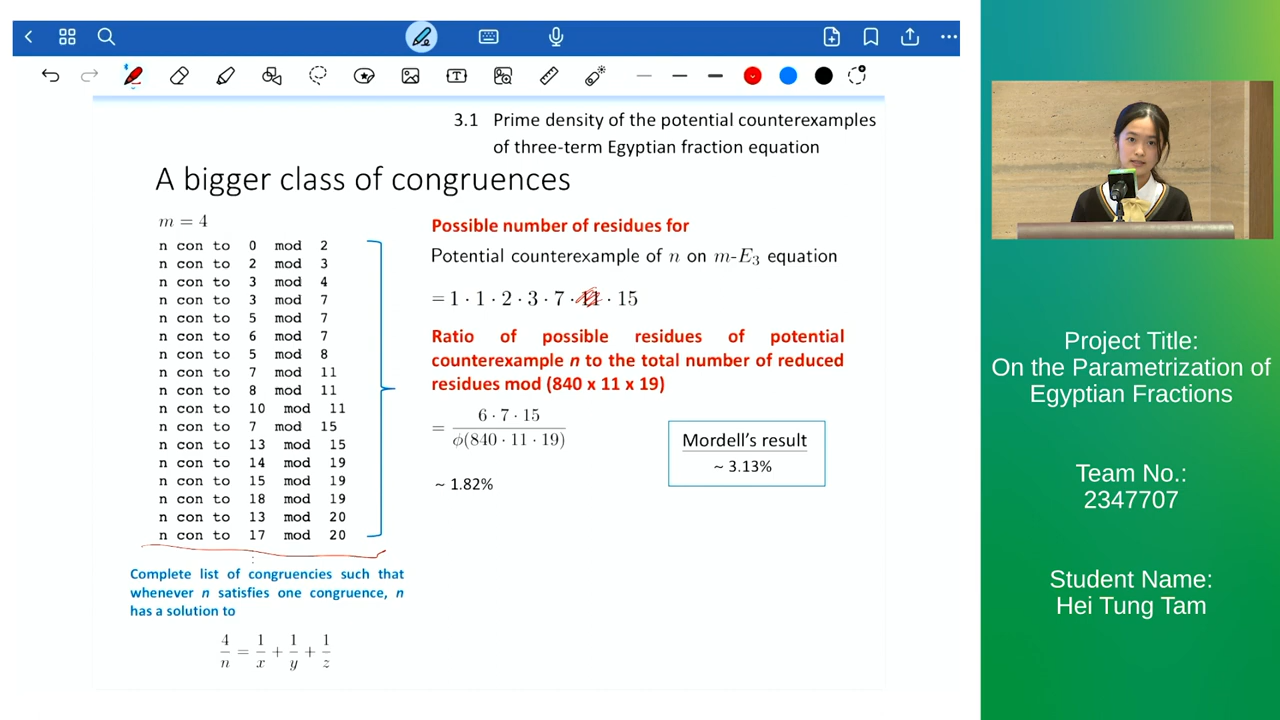 3.1 Prime density of the potential counterexamples
of three-term Egyptian fraction equation
A bigger class of congruences
m = 4
n con to 0 mod 2
n con to 2 mod 3
n con to 3 mod 4
n con to 3 mod 7
n con to 5 mod 7
n con to 6 mod 7
n con to 5 mod 8
n con to 7 mod 11
n con to 8 mod 11
n con to 10 mod 11
n con to 7 mod 15
n con to 13 mod 15
n con to 14 mod 19
n con to 15 mod 19
n con to 18 mod 19
n con to 13 mod 20
n con to 17 mod 20
⋮
Complete list of congruencies such that
whenever n satisfies one congruence, n
has a solution to
4/n = 1/x + 1/y + 1/z
Possible number of residues for
Potential counterexample of n on m-E₃ equation
= 1 · 1 · 2 · 3 · 7 · 11 · 15
Ratio of possible residues of potential
counterexample n to the total number of reduced
residues mod (840 x 11 x 19)
= 6 · 7 · 15 / ϕ(840 · 11 · 19)
~ 1.82%
Mordell's result
~ 3.13%
Project Title:
On the Parametrization of
Egyptian Fractions
Team No.:
2347707
Student Name:
Hei Tung Tam